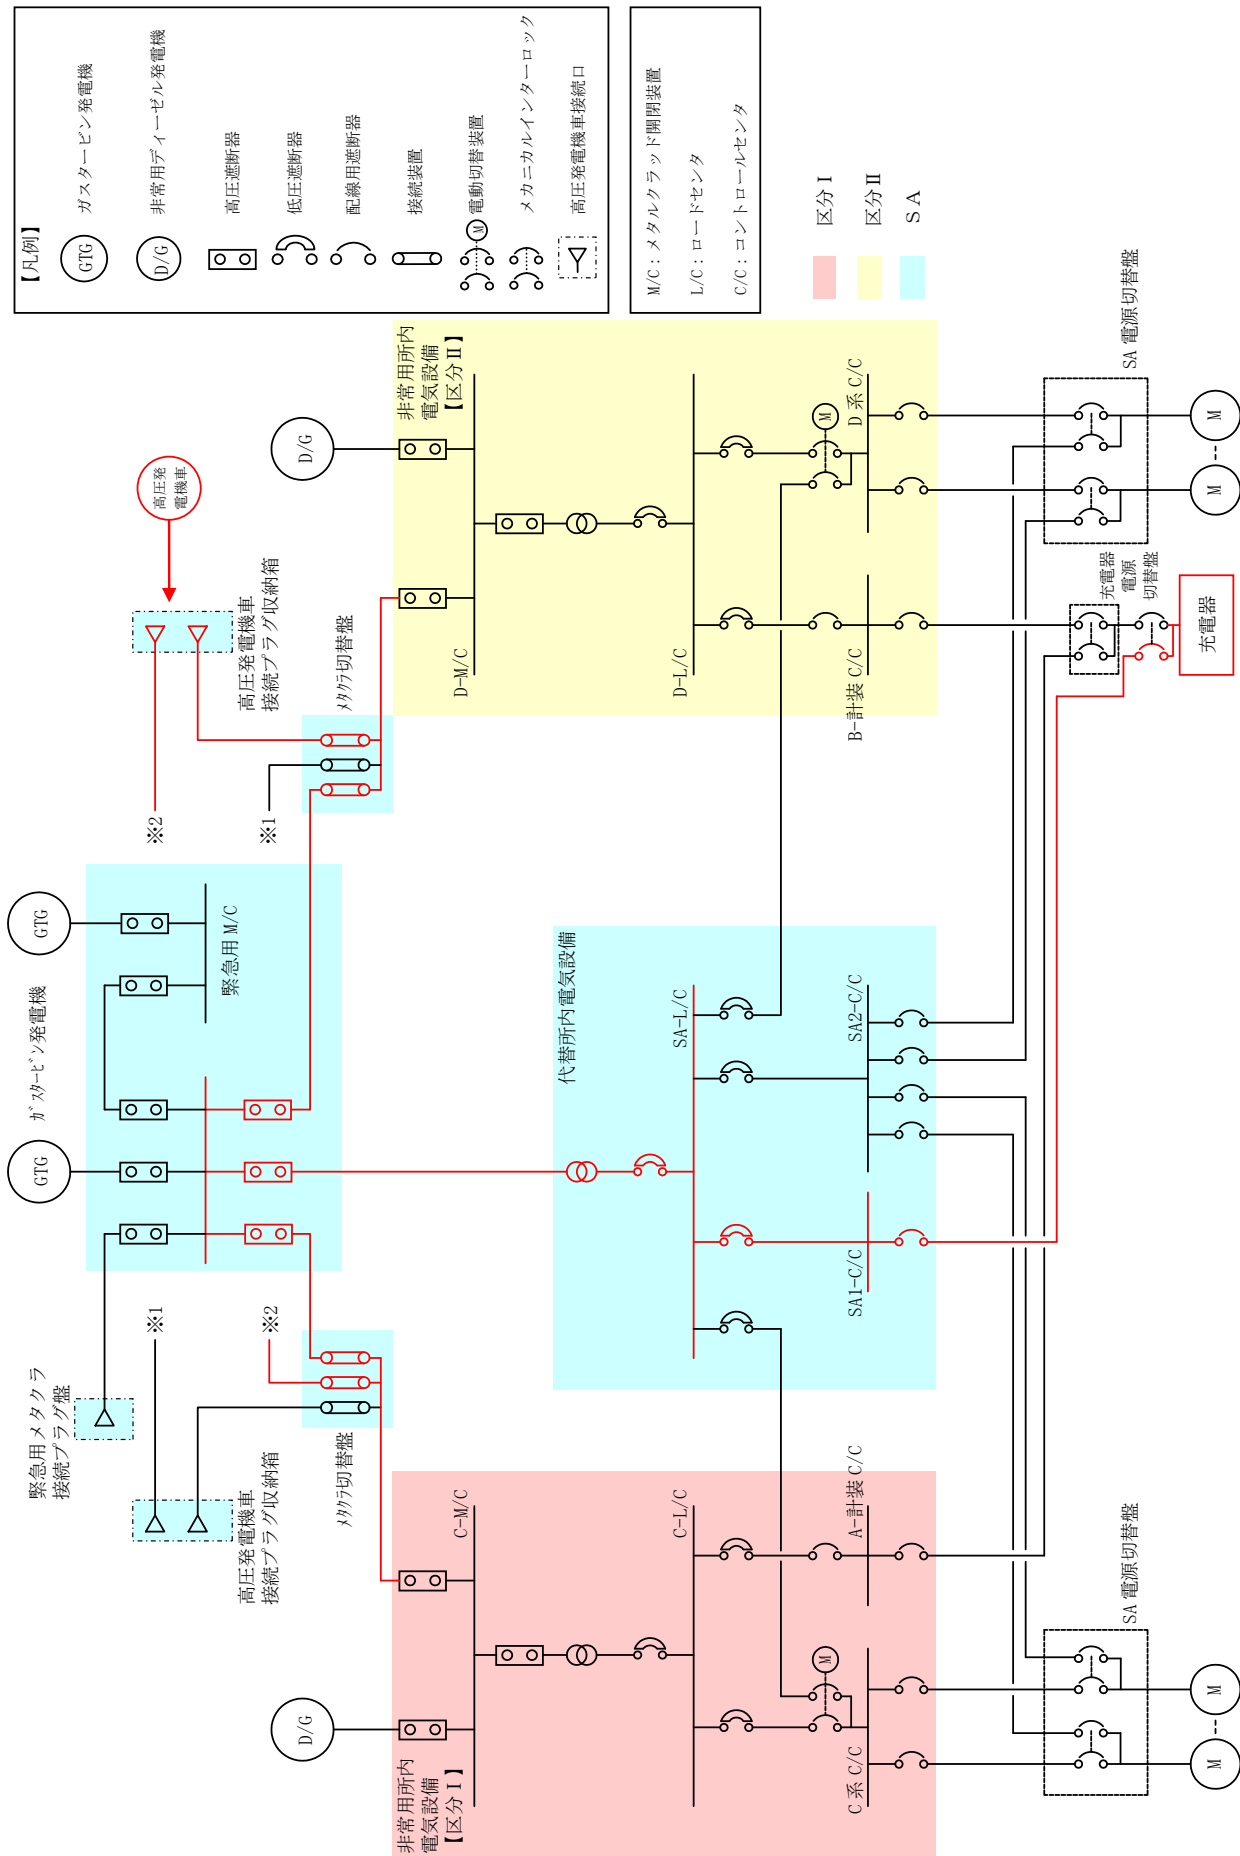 【凡例】
GTG
ガスタービン発電機
D/G
非常用ディーゼル発電機
高圧遮断器
低圧遮断器
配線用遮断器
接続装置
M
電動切替装置
メカニカルインターロック
高圧発電機車接続口
M/C：メタルクラッド開閉装置
L/C：ロードセンタ
C/C：コントロールセンタ
区分Ⅰ
区分Ⅱ
ＳＡ
緊急用メタクラ
接続プラグ盤
GTG
ｶﾞｽﾀｰﾋﾞﾝ発電機
GTG
緊急用 M/C
※1
※2
高圧発電機車
接続プラグ収納箱
ﾒﾀｸﾗ切替盤
※2
※1
高圧発
電機車
高圧発電機車
接続プラグ収納箱
ﾒﾀｸﾗ切替盤
D/G
非常用所内
電気設備
【区分Ⅰ】
C-M/C
C-L/C
M
C 系 C/C
A-計装 C/C
代替所内電気設備
SA-L/C
SA1-C/C
SA2-C/C
D/G
非常用所内
電気設備
【区分Ⅱ】
D-M/C
D-L/C
M
B-計装 C/C
D 系 C/C
SA 電源切替盤
M
M
充電器
電源
切替盤
充電器
SA 電源切替盤
M
M